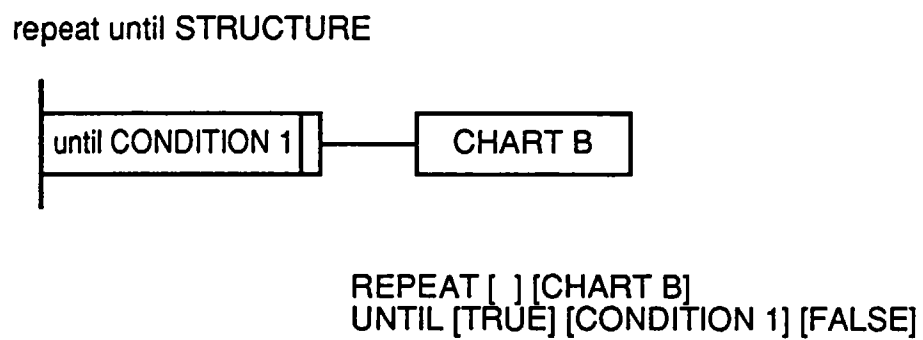 repeat until STRUCTURE
until CONDITION 1
CHART B
REPEAT [ ] [CHART B]
UNTIL [TRUE] [CONDITION 1] [FALSE]